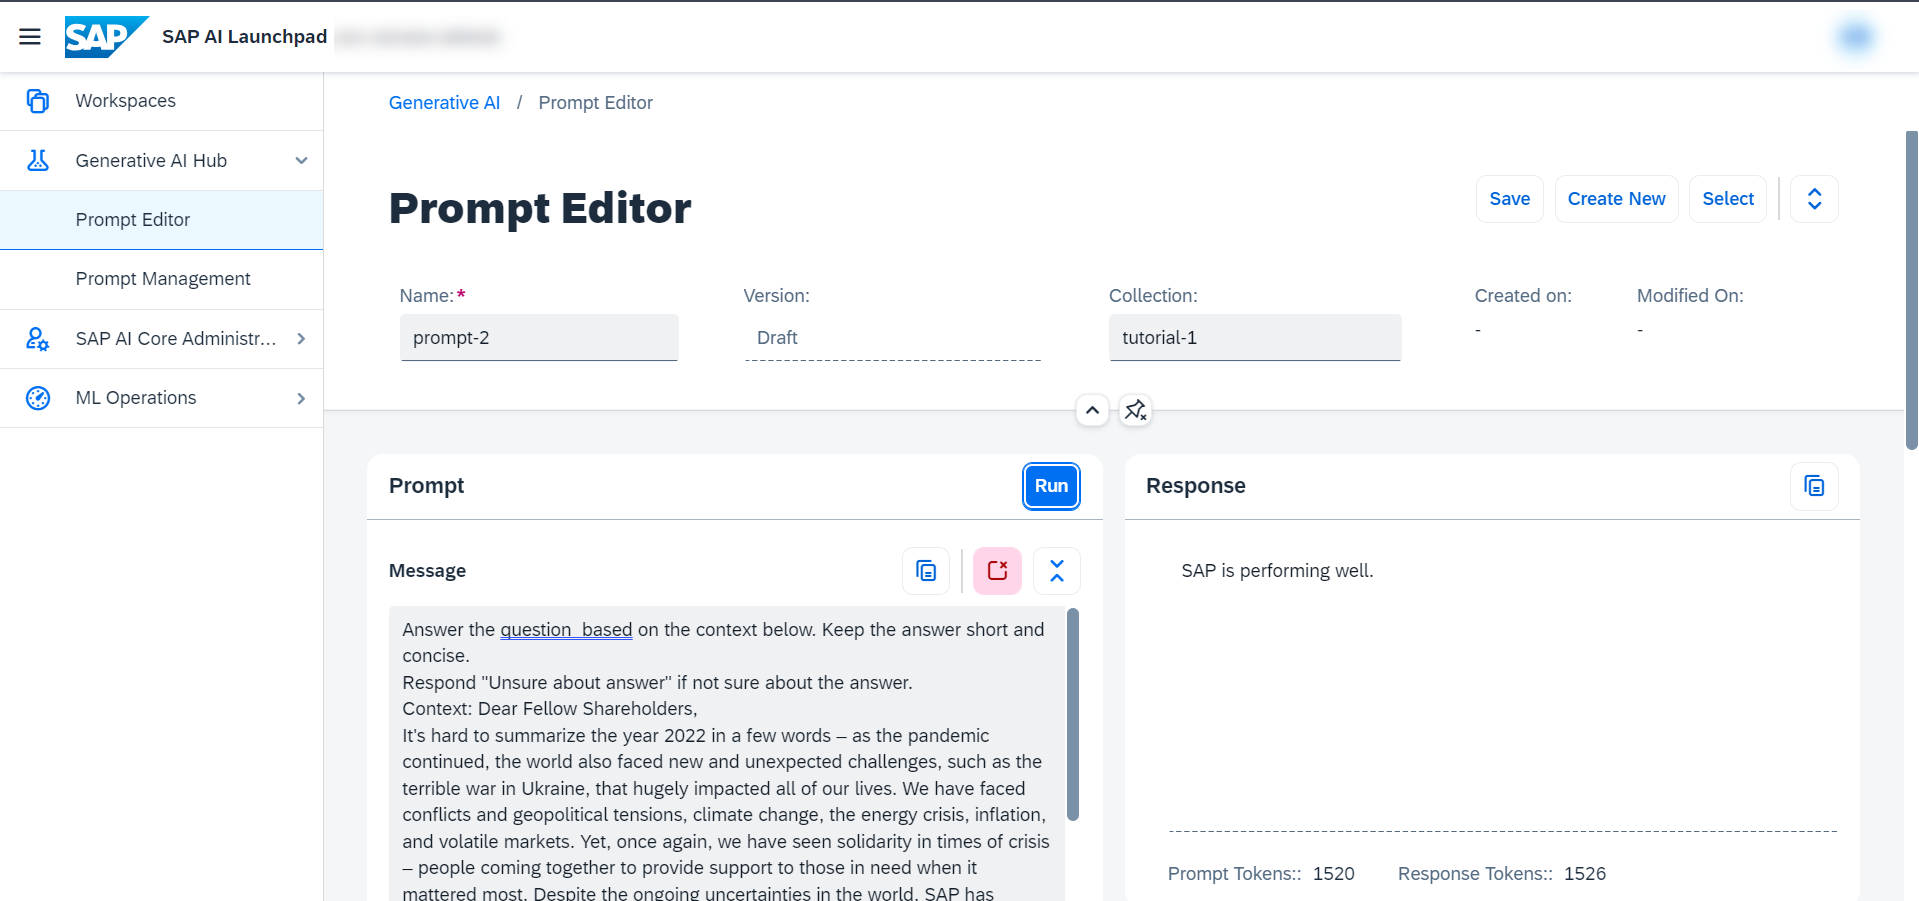 SAP SAP AI Launchpad
Workspaces
Generative AI Hub
Prompt Editor
Prompt Management
SAP AI Core Administr...
ML Operations
Generative AI / Prompt Editor
Prompt Editor
Save Create New Select
Name:* Version: Collection: Created on: Modified On:
prompt-2 Draft tutorial-1 - -
Prompt Run
Message
Answer the question based on the context below. Keep the answer short and
concise.
Respond "Unsure about answer" if not sure about the answer.
Context: Dear Fellow Shareholders,
It's hard to summarize the year 2022 in a few words – as the pandemic
continued, the world also faced new and unexpected challenges, such as the
terrible war in Ukraine, that hugely impacted all of our lives. We have faced
conflicts and geopolitical tensions, climate change, the energy crisis, inflation,
and volatile markets. Yet, once again, we have seen solidarity in times of crisis
– people coming together to provide support to those in need when it
mattered most. Despite the ongoing uncertainties in the world, SAP has
Response
SAP is performing well.
Prompt Tokens:: 1520 Response Tokens:: 1526